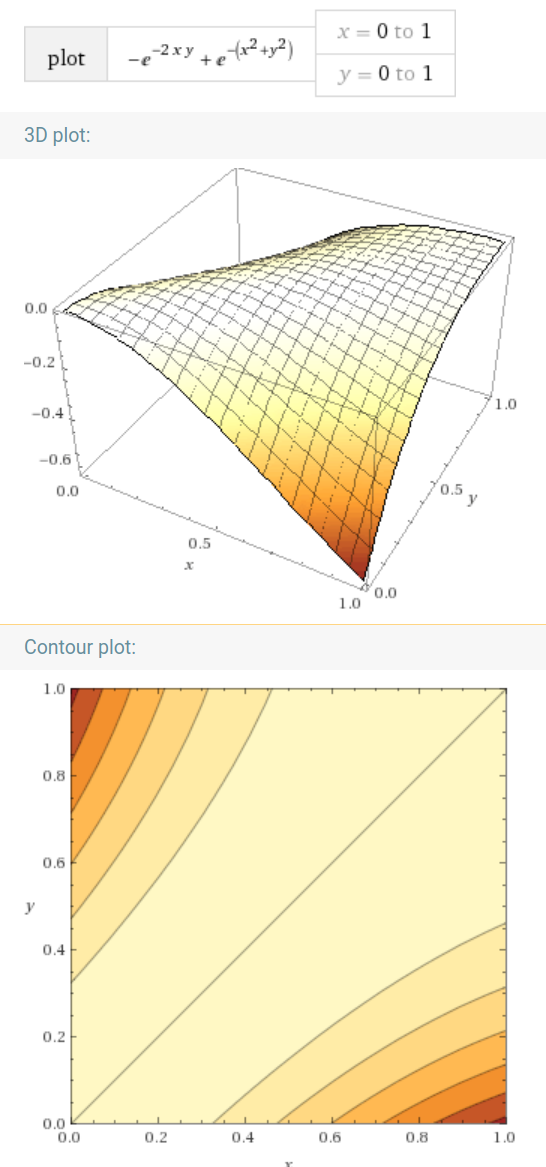 plot −e^(−2 x y) + e^(−(x²+y²)) x = 0 to 1
y = 0 to 1
3D plot:
0.0
−0.2
−0.4
−0.6
0.0
0.5
x
1.0
0.0
0.5
y
1.0
Contour plot:
1.0
0.8
0.6
y
0.4
0.2
0.0
0.0 0.2 0.4 0.6 0.8 1.0
x